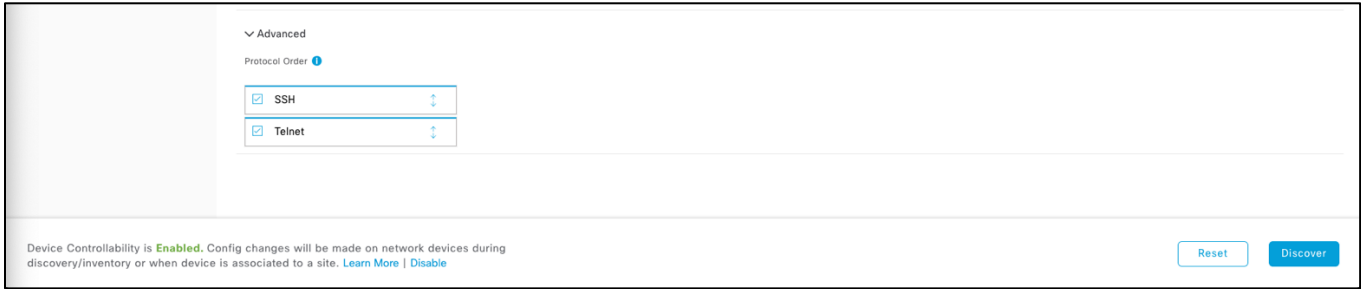 Advanced
Protocol Order
SSH
Telnet
Device Controllability is Enabled. Config changes will be made on network devices during
discovery/inventory or when device is associated to a site. Learn More | Disable
Reset
Discover